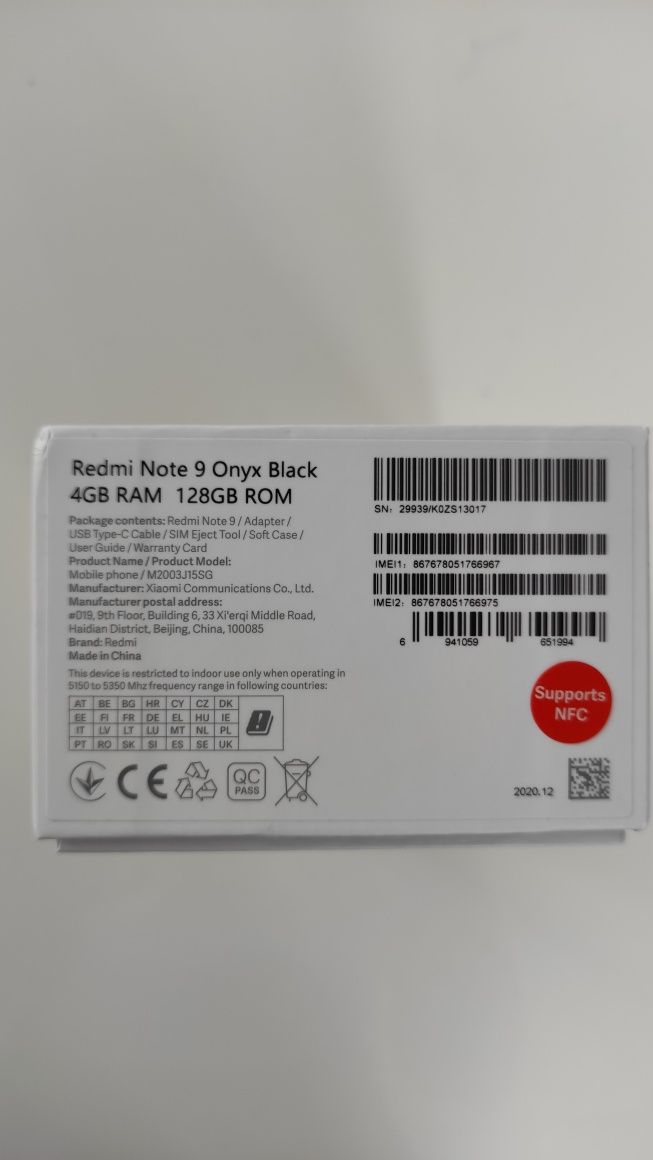 Redmi Note 9 Onyx Black
4GB RAM 128GB ROM
Package contents: Redmi Note 9 / Adapter /
USB Type-C Cable / SIM Eject Tool / Soft Case /
User Guide / Warranty Card
Product Name / Product Model:
Mobile phone / M2003J15SG
Manufacturer: Xiaomi Communications Co., Ltd.
Manufacturer postal address:
#019, 9th Floor, Building 6, 33 Xi'erqi Middle Road,
Haidian District, Beijing, China, 100085
Brand: Redmi
Made in China
This device is restricted to indoor use only when operating in
5150 to 5350 Mhz frequency range in following countries:
AT BE BG HR CY CZ DK
EE FI FR DE EL HU IE
IT LV LT LU MT NL PL
PT RO SK SI ES SE UK
CE
QC
PASS
SN: 29939/K0ZS13017
IMEI1: 867678051766967
IMEI2: 867678051766975
6 941059 651994
Supports
NFC
2020.12